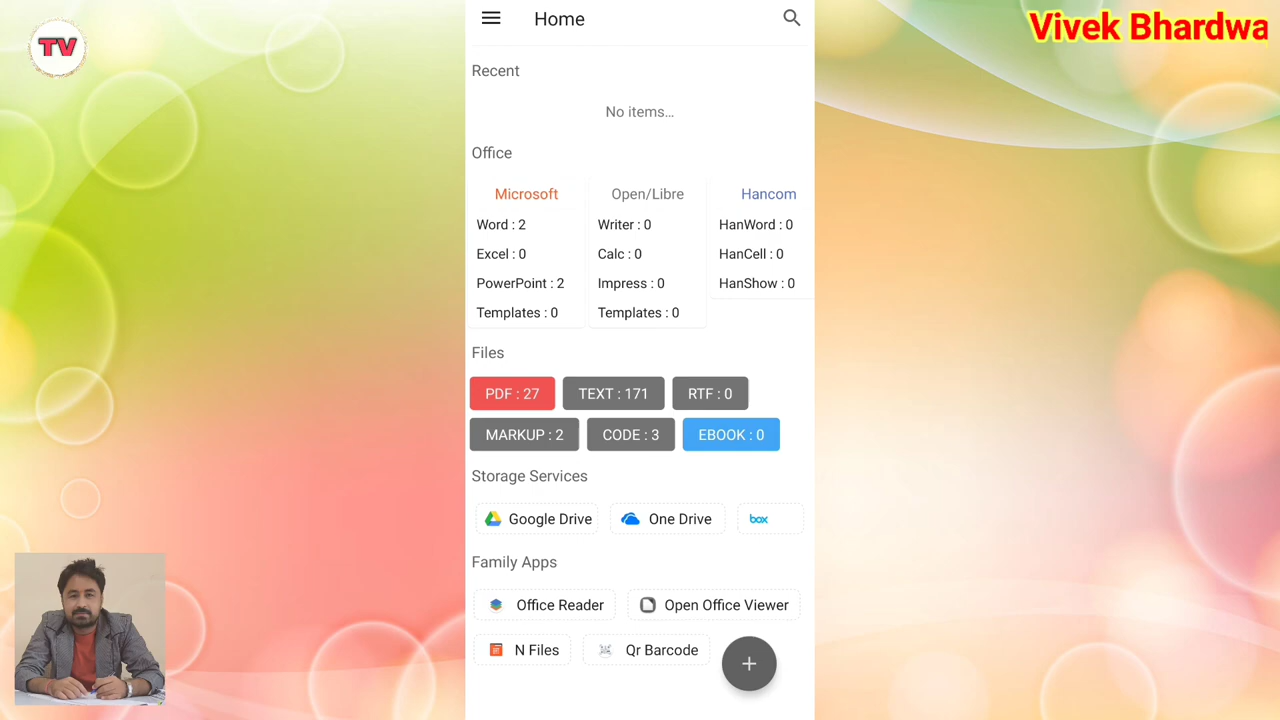 TV
Vivek Bhardwa
Home
Recent
No items...
Office
Microsoft
Word : 2
Excel : 0
PowerPoint : 2
Templates : 0
Open/Libre
Writer : 0
Calc : 0
Impress : 0
Templates : 0
Hancom
HanWord : 0
HanCell : 0
HanShow : 0
Files
PDF : 27 TEXT : 171 RTF : 0
MARKUP : 2 CODE : 3 EBOOK : 0
Storage Services
Google Drive One Drive box
Family Apps
Office Reader Open Office Viewer
N Files Qr Barcode
+